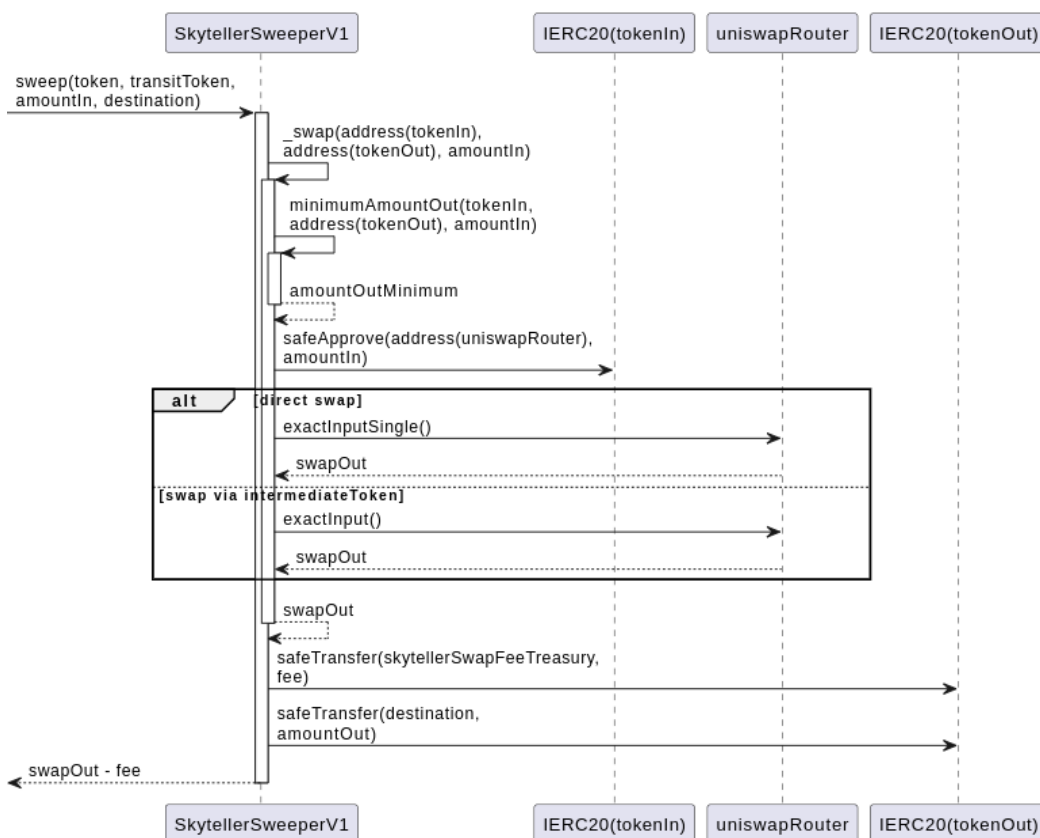 SkytellerSweeperV1
IERC20(tokenIn)
uniswapRouter
IERC20(tokenOut)
sweep(token, transitToken,
amountIn, destination)
_swap(address(tokenIn),
address(tokenOut), amountIn)
minimumAmountOut(tokenIn,
address(tokenOut), amountIn)
amountOutMinimum
safeApprove(address(uniswapRouter),
amountIn)
alt
[direct swap]
exactInputSingle()
swapOut
[swap via intermediateToken]
exactInput()
swapOut
swapOut
safeTransfer(skytellerSwapFeeTreasury,
fee)
safeTransfer(destination,
amountOut)
swapOut - fee
SkytellerSweeperV1
IERC20(tokenIn)
uniswapRouter
IERC20(tokenOut)